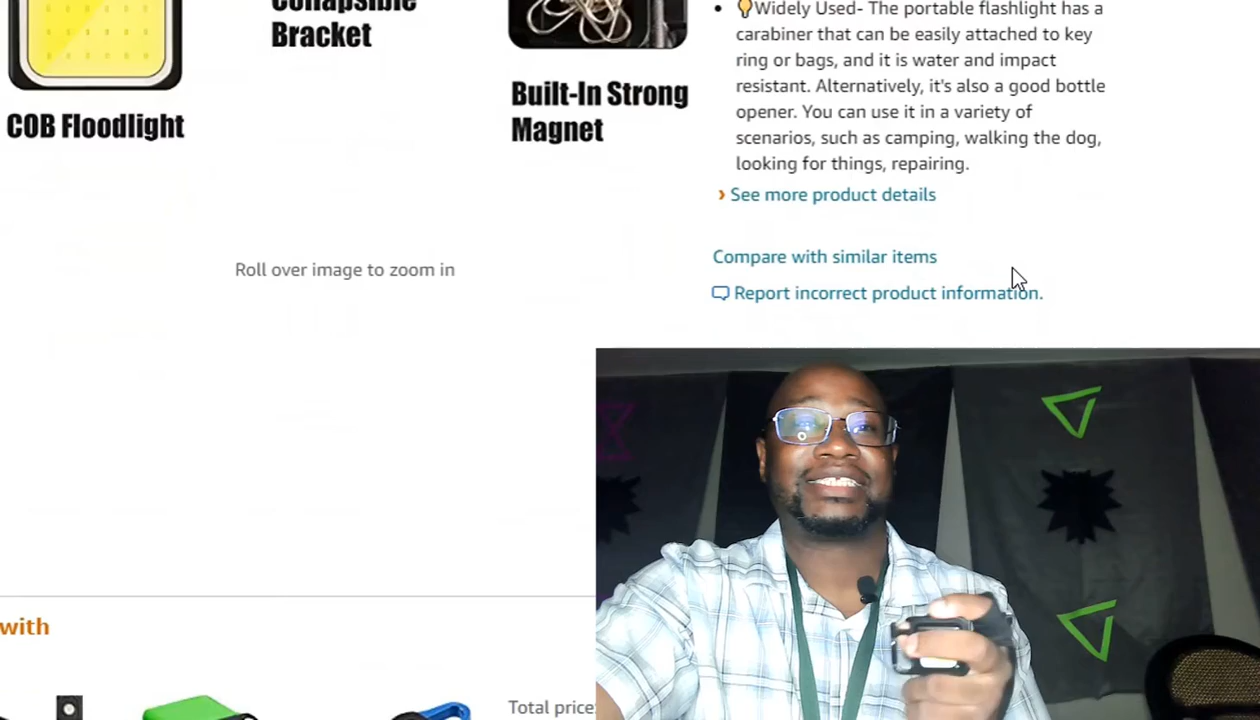 Collapsible
Bracket
COB Floodlight
Built-In Strong
Magnet
Roll over image to zoom in
Widely Used- The portable flashlight has a
carabiner that can be easily attached to key
ring or bags, and it is water and impact
resistant. Alternatively, it's also a good bottle
opener. You can use it in a variety of
scenarios, such as camping, walking the dog,
looking for things, repairing.
› See more product details
Compare with similar items
Report incorrect product information.
with
Total price: